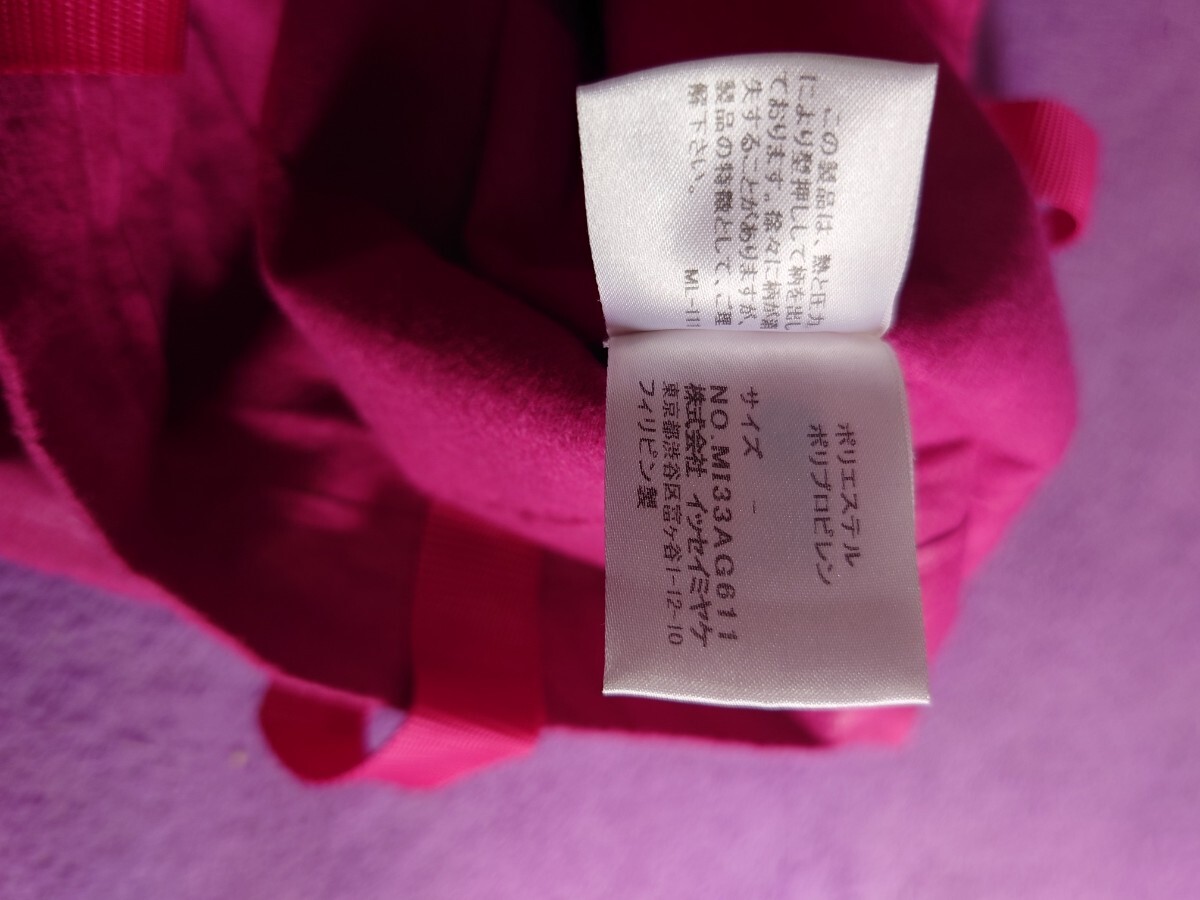 この製品は、熱と圧力
により型押しして柄を出し
ております。徐々に柄が消
失することがありますが、
製品の特徴として、ご理
解下さい。
ML-111
ポリエステル
ポリプロピレン
サイズ -
NO.MI33AG611
株式会社 イッセイミヤケ
東京都渋谷区富ヶ谷1-12-10
フィリピン製